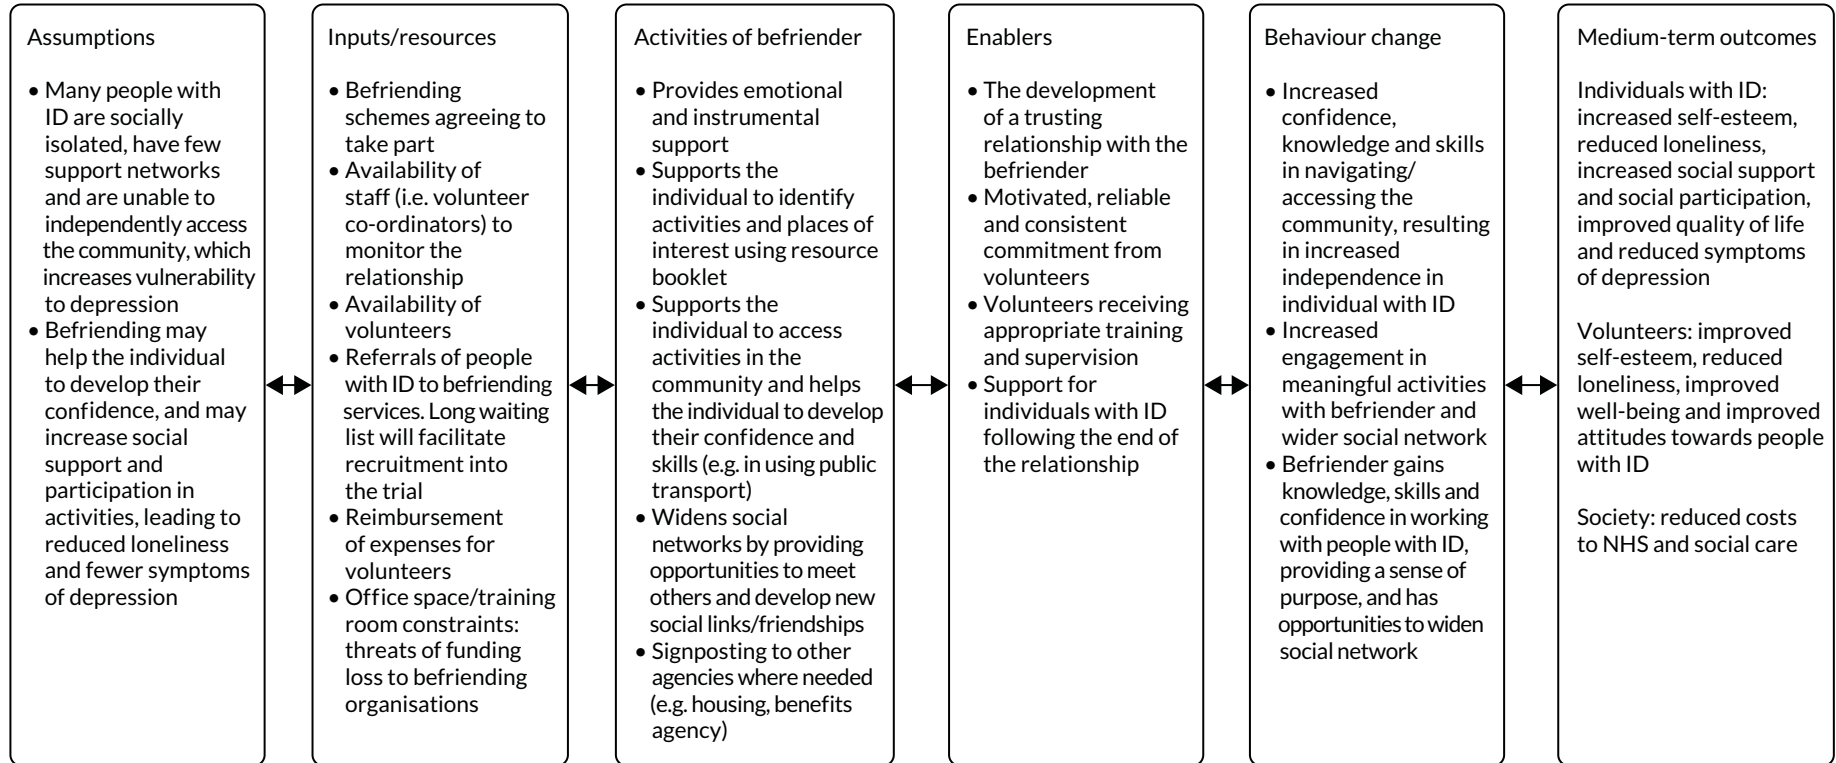 Assumptions
• Many people with
ID are socially
isolated, have few
support networks
and are unable to
independently access
the community, which
increases vulnerability
to depression
• Befriending may
help the individual
to develop their
confidence, and may
increase social
support and
participation in
activities, leading to
reduced loneliness
and fewer symptoms
of depression
Inputs/resources
• Befriending
schemes agreeing to
take part
• Availability of
staff (i.e. volunteer
co-ordinators) to
monitor the
relationship
• Availability of
volunteers
• Referrals of people
with ID to befriending
services. Long waiting
list will facilitate
recruitment into
the trial
• Reimbursement
of expenses for
volunteers
• Office space/training
room constraints:
threats of funding
loss to befriending
organisations
Activities of befriender
• Provides emotional
and instrumental
support
• Supports the
individual to identify
activities and places of
interest using resource
booklet
• Supports the
individual to access
activities in the
community and helps
the individual to develop
their confidence and
skills (e.g. in using public
transport)
• Widens social
networks by providing
opportunities to meet
others and develop new
social links/friendships
• Signposting to other
agencies where needed
(e.g. housing, benefits
agency)
Enablers
• The development
of a trusting
relationship with the
befriender
• Motivated, reliable
and consistent
commitment from
volunteers
• Volunteers receiving
appropriate training
and supervision
• Support for
individuals with ID
following the end of
the relationship
Behaviour change
• Increased
confidence,
knowledge and skills
in navigating/
accessing the
community, resulting
in increased
independence in
individual with ID
• Increased
engagement in
meaningful activities
with befriender and
wider social network
• Befriender gains
knowledge, skills and
confidence in working
with people with ID,
providing a sense of
purpose, and has
opportunities to widen
social network
Medium-term outcomes
Individuals with ID:
increased self-esteem,
reduced loneliness,
increased social support
and social participation,
improved quality of life
and reduced symptoms
of depression
Volunteers: improved
self-esteem, reduced
loneliness, improved
well-being and improved
attitudes towards people
with ID
Society: reduced costs
to NHS and social care